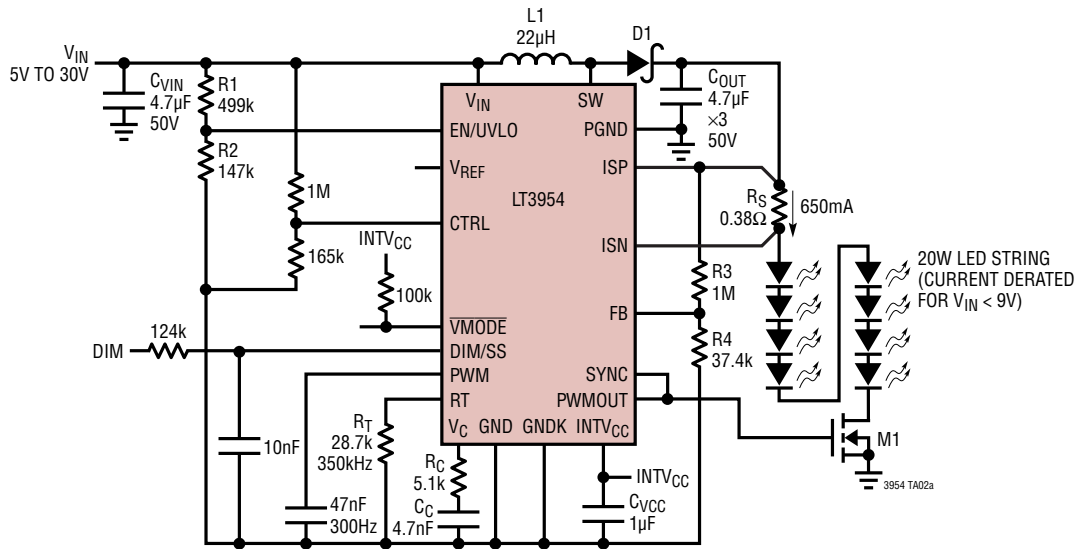 L1
22µH
D1
VIN
5V TO 30V
CVIN
4.7µF
50V
R1
499k
R2
147k
1M
165k
VIN
SW
EN/UVLO
PGND
VREF
ISP
LT3954
CTRL
ISN
INTVCC
100k
FB
VMODE
DIM
124k
DIM/SS
PWM
SYNC
RT
PWMOUT
VC
GND
GNDK
INTVCC
COUT
4.7µF
×3
50V
RS
0.38Ω
650mA
R3
1M
R4
37.4k
20W LED STRING
(CURRENT DERATED
FOR VIN < 9V)
M1
10nF
47nF
300Hz
RT
28.7k
350kHz
RC
5.1k
CC
4.7nF
INTVCC
CVCC
1µF
3954 TA02a